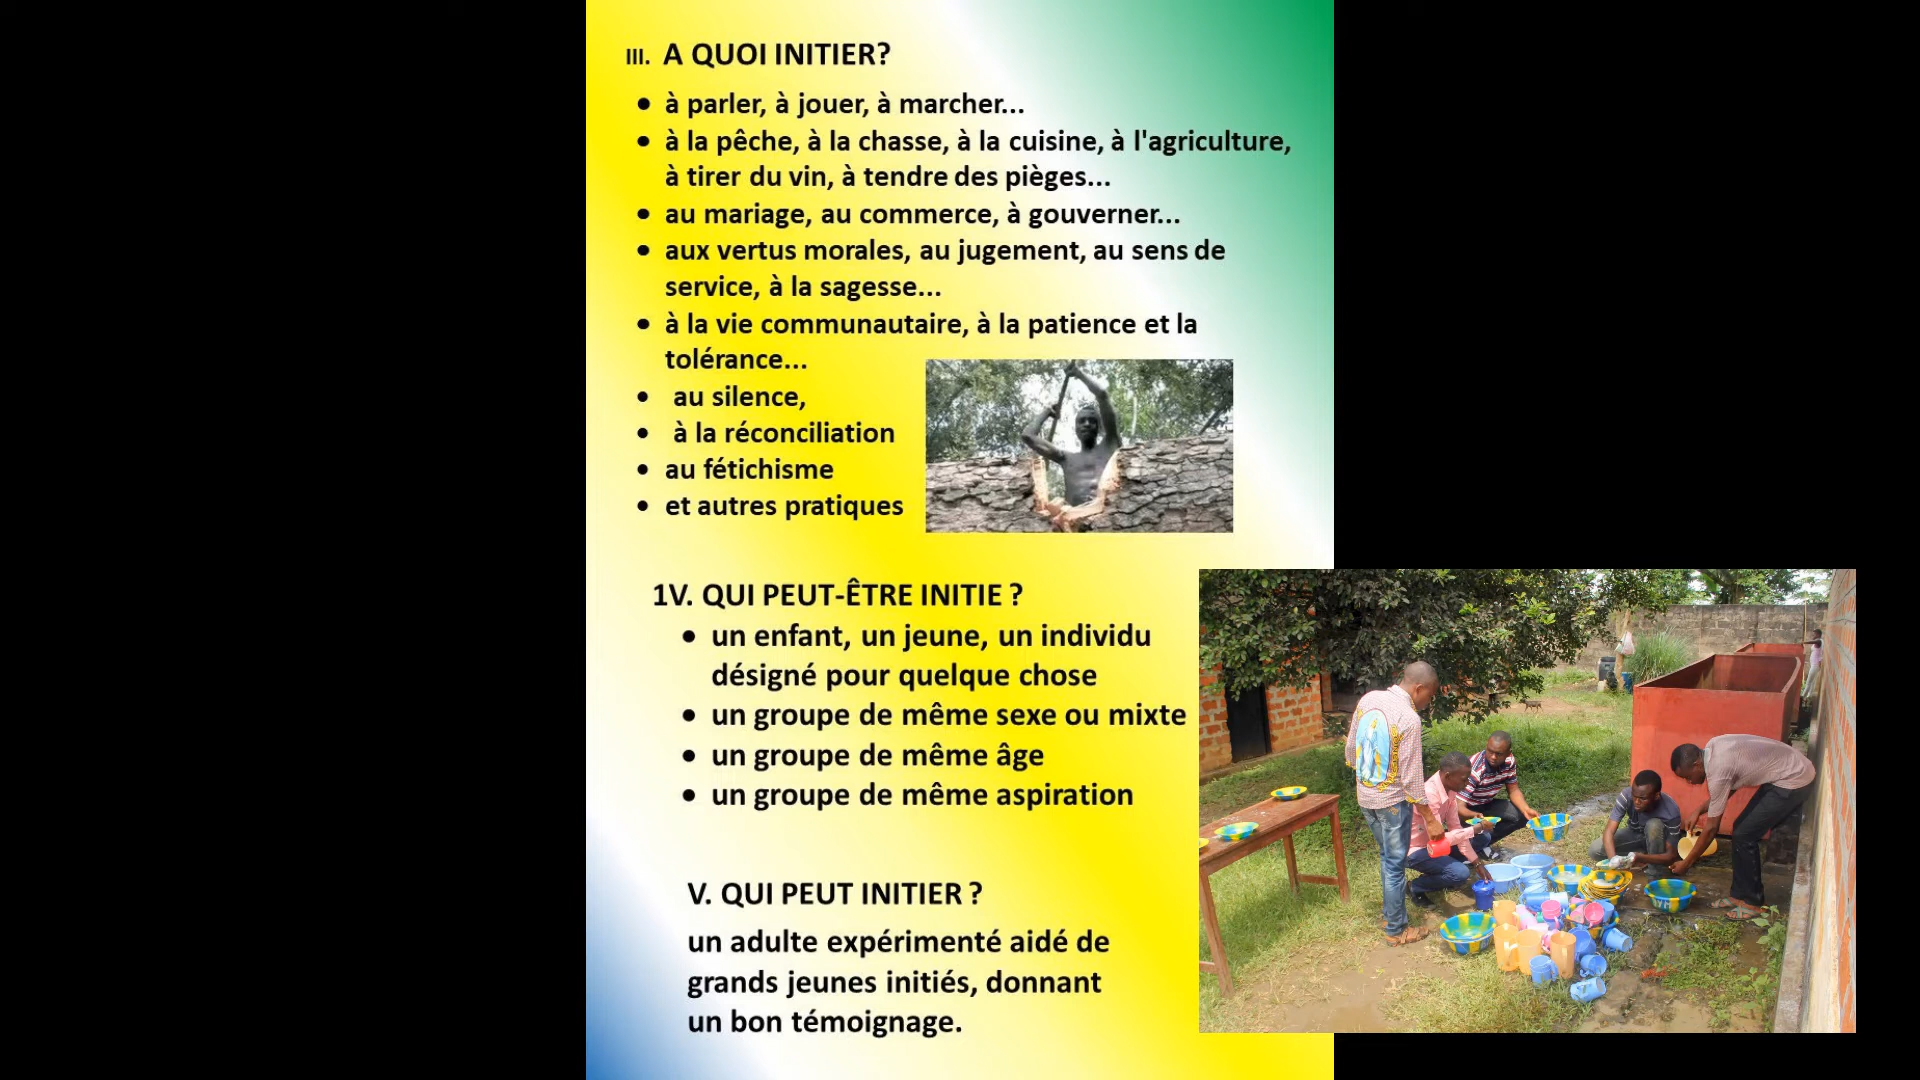 III. A QUOI INITIER?
• à parler, à jouer, à marcher...
• à la pêche, à la chasse, à la cuisine, à l'agriculture,
à tirer du vin, à tendre des pièges...
• au mariage, au commerce, à gouverner...
• aux vertus morales, au jugement, au sens de
service, à la sagesse...
• à la vie communautaire, à la patience et la
tolérance...
• au silence,
• à la réconciliation
• au fétichisme
• et autres pratiques
1V. QUI PEUT-ÊTRE INITIE ?
• un enfant, un jeune, un individu
désigné pour quelque chose
• un groupe de même sexe ou mixte
• un groupe de même âge
• un groupe de même aspiration
V. QUI PEUT INITIER ?
un adulte expérimenté aidé de
grands jeunes initiés, donnant
un bon témoignage.